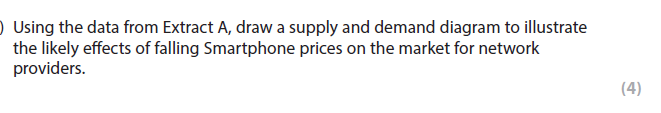 ) Using the data from Extract A, draw a supply and demand diagram to illustrate
the likely effects of falling Smartphone prices on the market for network
providers.
(4)